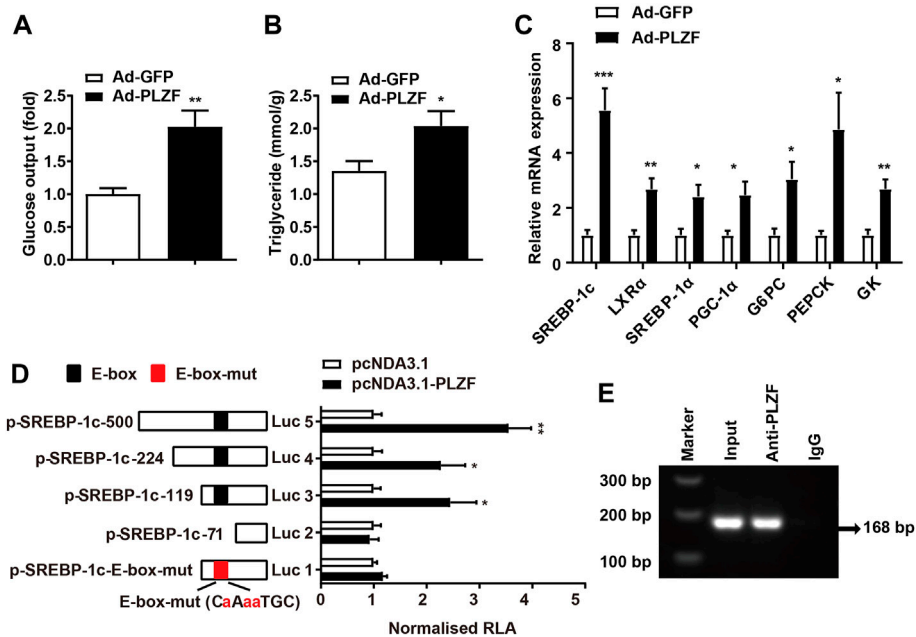 A
Ad-GFP
Ad-PLZF
Glucose output (fold)
2.5
2.0
1.5
1.0
0.5
0.0
**
B
Ad-GFP
Ad-PLZF
Triglyceride (mmol/g)
2.5
2.0
1.5
1.0
0.5
0.0
*
C
Ad-GFP
Ad-PLZF
Relative mRNA expression
8
6
4
2
0
*** ** * * * * **
SREBP-1c LXRα SREBP-1α PGC-1α G6PC PEPCK GK
D
E-box E-box-mut
pcNDA3.1
pcNDA3.1-PLZF
p-SREBP-1c-500 Luc 5 **
p-SREBP-1c-224 Luc 4 *
p-SREBP-1c-119 Luc 3 *
p-SREBP-1c-71 Luc 2
p-SREBP-1c-E-box-mut Luc 1
E-box-mut (CaAaaTGC)
0 1 2 3 4 5
Normalised RLA
E
Marker Input Anti-PLZF IgG
300 bp
200 bp
168 bp
100 bp